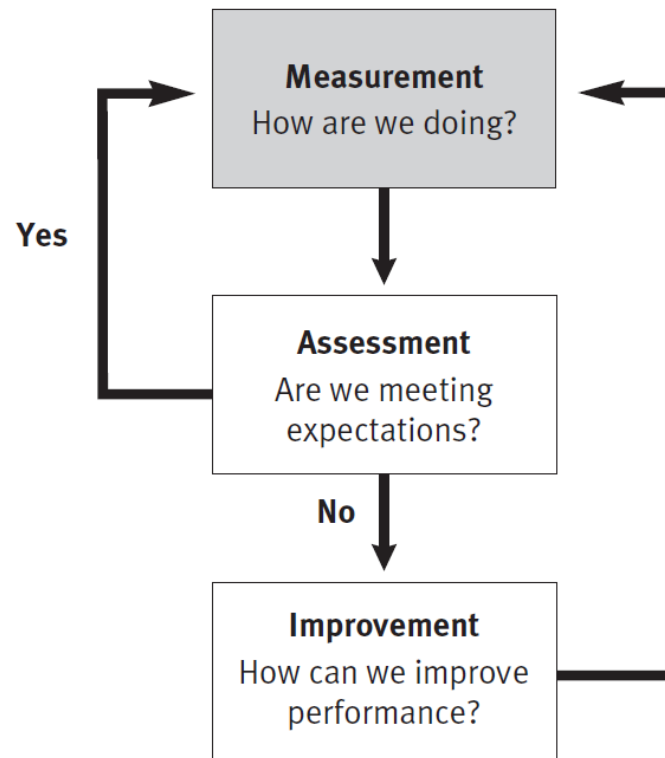 Measurement
How are we doing?
Yes
Assessment
Are we meeting
expectations?
No
Improvement
How can we improve
performance?